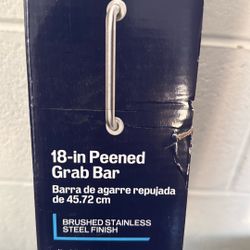 18-in Peened
Grab Bar
Barra de agarre repujada
de 45.72 cm
BRUSHED STAINLESS
STEEL FINISH